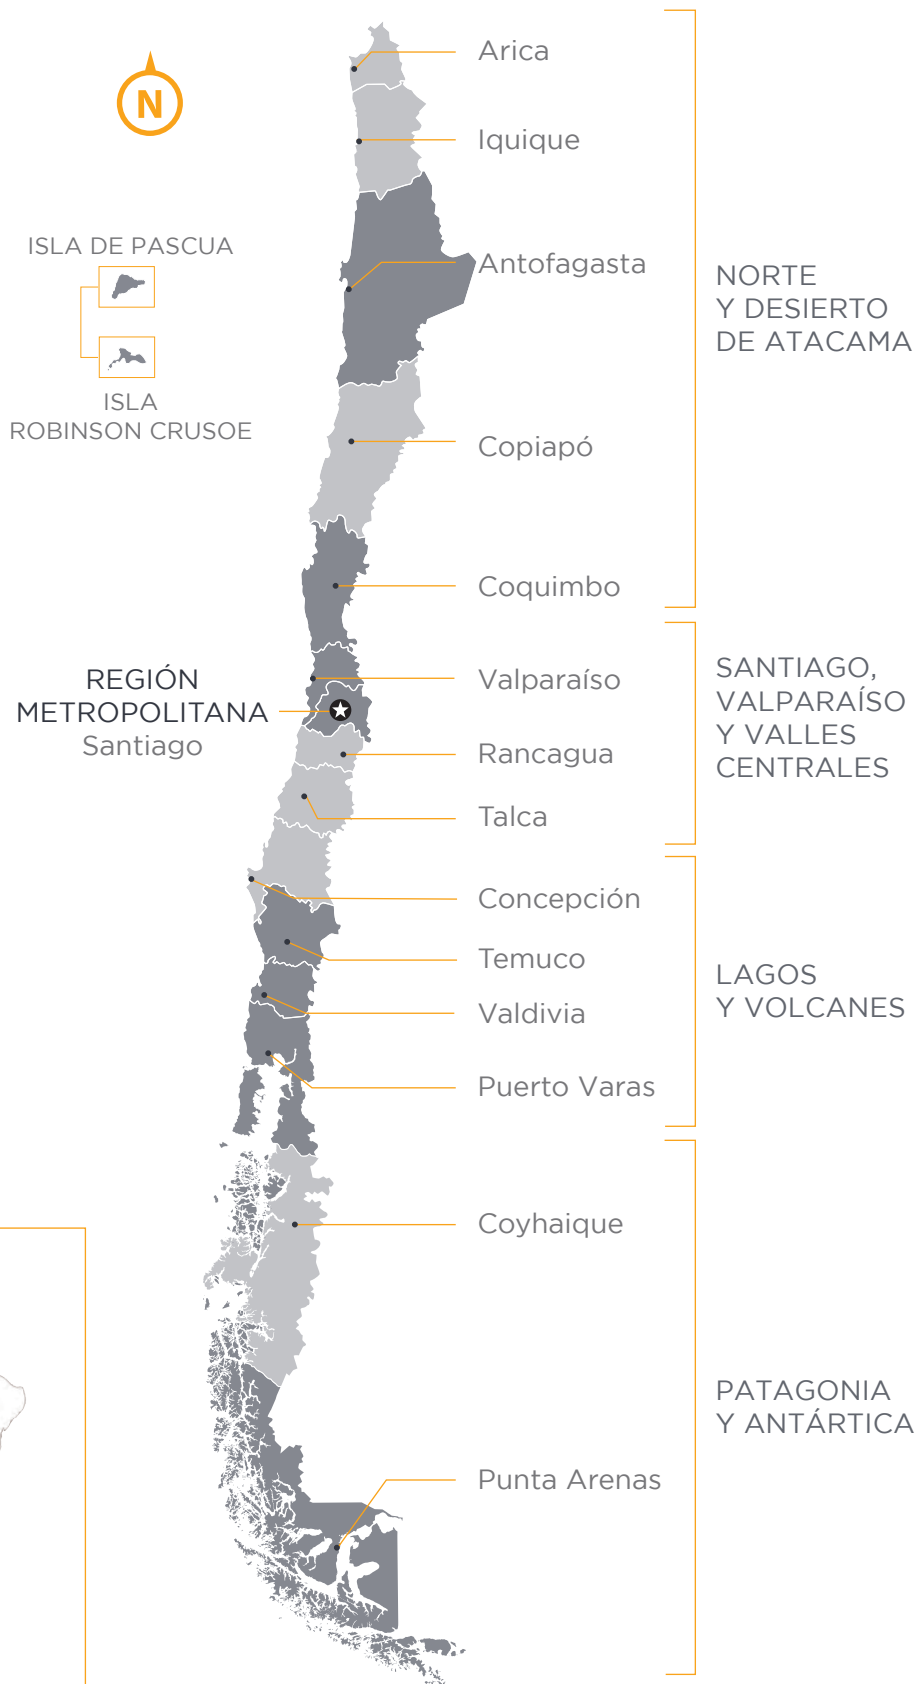 N
Arica
Iquique
ISLA DE PASCUA
Antofagasta
NORTE
Y DESIERTO
DE ATACAMA
ISLA
ROBINSON CRUSOE
Copiapó
Coquimbo
REGIÓN
METROPOLITANA
Santiago
Valparaíso
SANTIAGO,
VALPARAÍSO
Y VALLES
CENTRALES
Rancagua
Talca
Concepción
Temuco
LAGOS
Y VOLCANES
Valdivia
Puerto Varas
Coyhaique
PATAGONIA
Y ANTÁRTICA
Punta Arenas